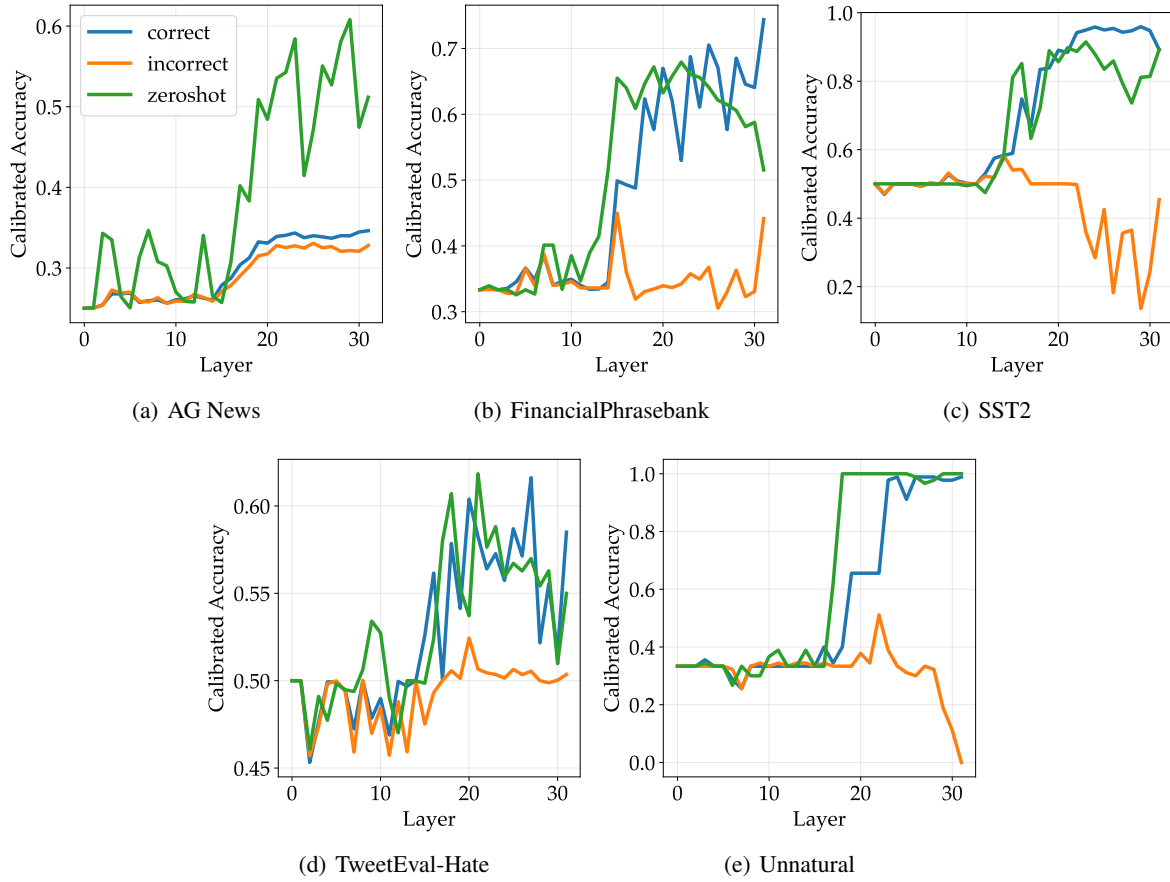 correct
incorrect
zeroshot
Calibrated Accuracy
0.6
0.5
0.4
0.3
0 10 20 30
Layer
(a) AG News
Calibrated Accuracy
0.7
0.6
0.5
0.4
0.3
0 10 20 30
Layer
(b) FinancialPhrasebank
Calibrated Accuracy
1.0
0.8
0.6
0.4
0.2
0 10 20 30
Layer
(c) SST2
Calibrated Accuracy
0.60
0.55
0.50
0.45
0 10 20 30
Layer
(d) TweetEval-Hate
Calibrated Accuracy
1.0
0.8
0.6
0.4
0.2
0.0
0 10 20 30
Layer
(e) Unnatural